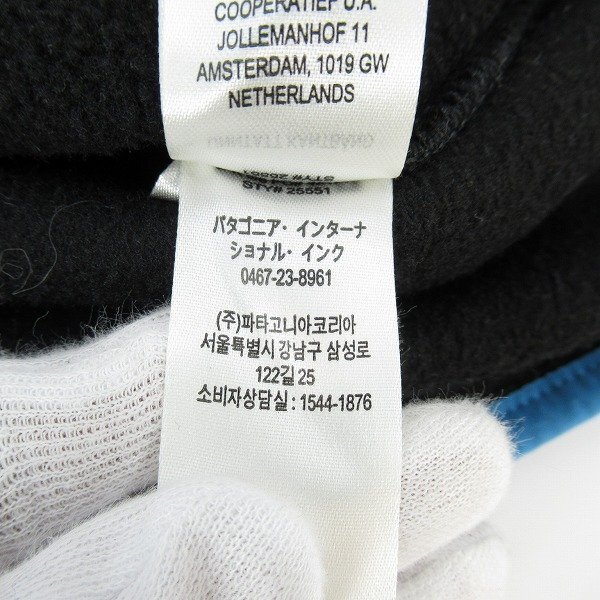 COOPERATIEF U.A.
JOLLEMANHOF 11
AMSTERDAM, 1019 GW
NETHERLANDS
STY# 25551
パタゴニア・インターナ
ショナル・インク
0467-23-8961
(주)파타고니아코리아
서울특별시 강남구 삼성로
122길 25
소비자상담실 : 1544-1876